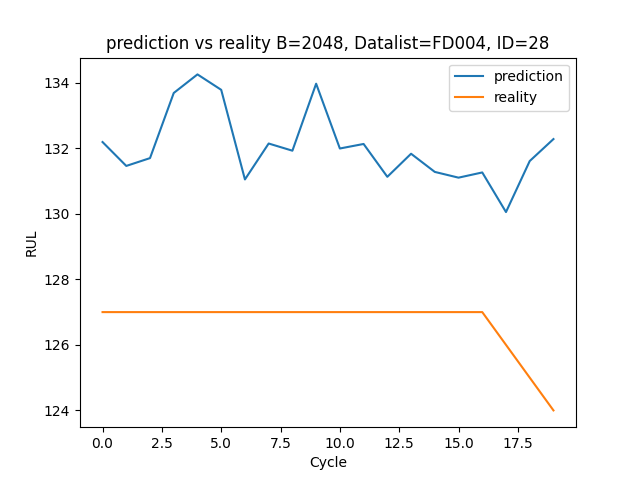 prediction vs reality B=2048, Datalist=FD004, ID=28
prediction
reality
RUL
134
132
130
128
126
124
0.0 2.5 5.0 7.5 10.0 12.5 15.0 17.5
Cycle